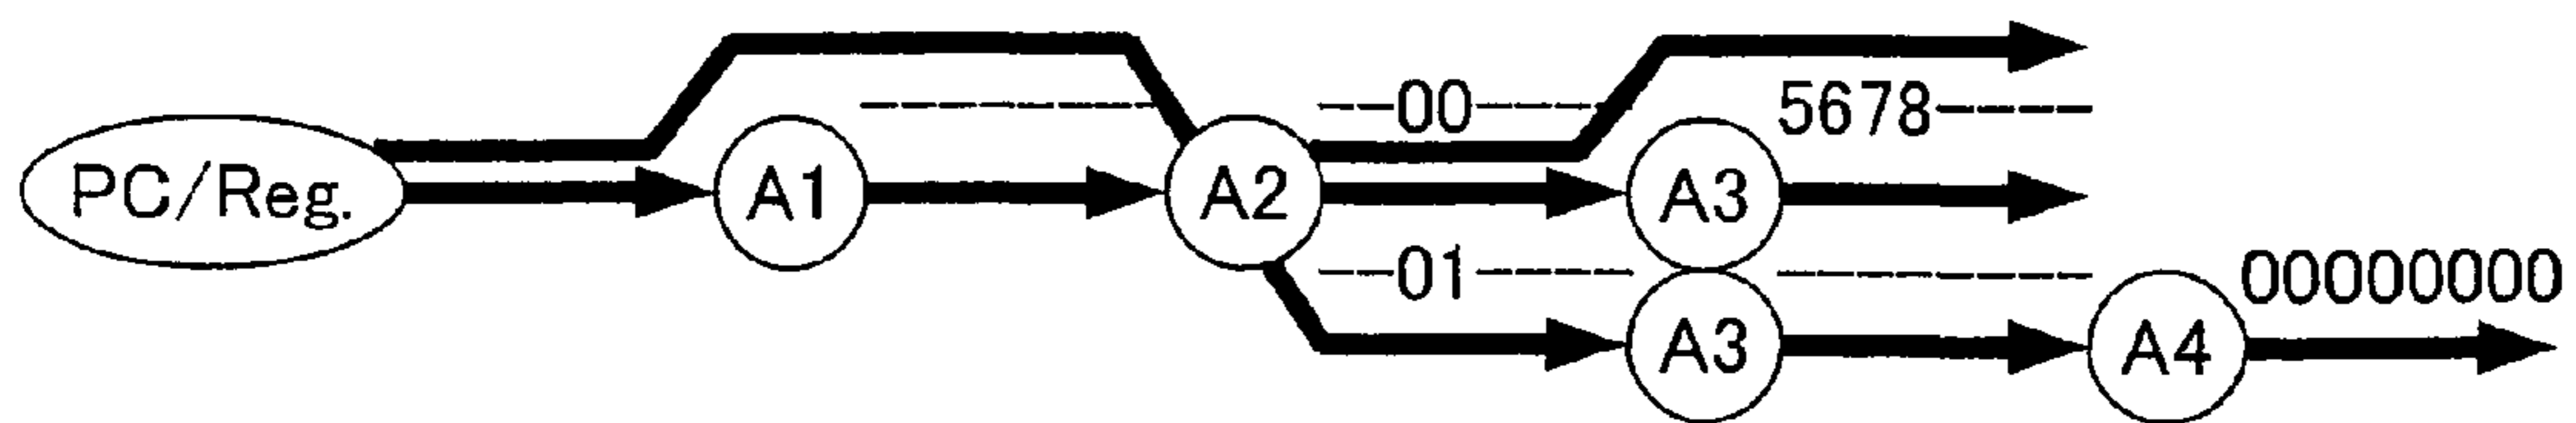 --00----
5678----
PC/Reg.
A1
A2
A3
--01----
00000000
A3
A4